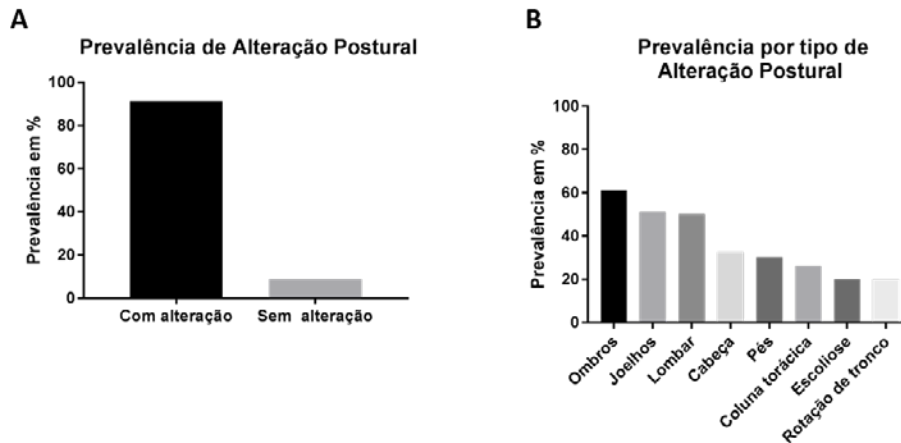 A
Prevalência de Alteração Postural
Prevalência em %
100
80
60
40
20
0
Com alteração
Sem alteração
B
Prevalência por tipo de
Alteração Postural
Prevalência em %
100
80
60
40
20
0
Ombros
Joelhos
Lombar
Cabeça
Pés
Coluna torácica
Escoliose
Rotação de tronco